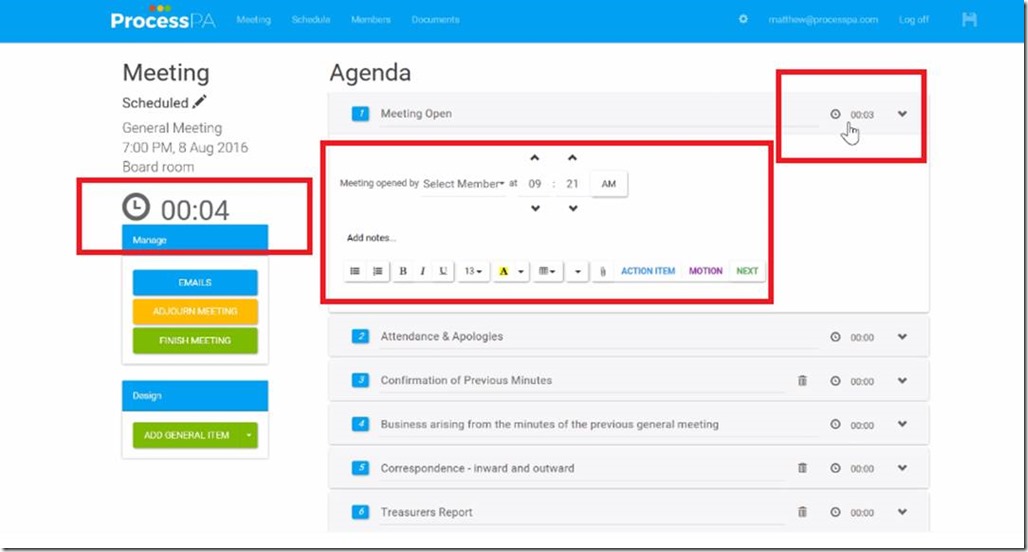 ProcessPA Meeting Schedule Members Documents matthew@processpa.com Log off
Meeting
Scheduled
General Meeting
7:00 PM, 8 Aug 2016
Board room
00:04
Manage
EMAILS
ADJOURN MEETING
FINISH MEETING
Design
ADD GENERAL ITEM
Agenda
1 Meeting Open 00:03
Meeting opened by Select Member at 09 : 21 AM
Add notes...
B I U 13 A ACTION ITEM MOTION NEXT
2 Attendance & Apologies 00:00
3 Confirmation of Previous Minutes 00:00
4 Business arising from the minutes of the previous general meeting 00:00
5 Correspondence - inward and outward 00:00
6 Treasurers Report 00:00